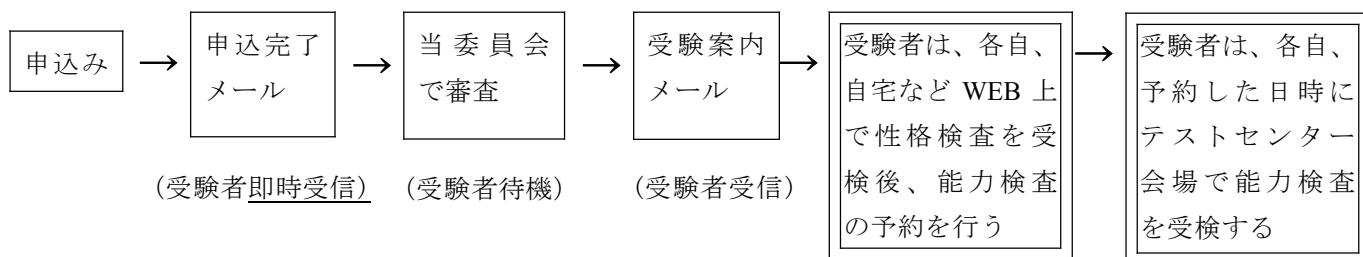 申込み
申込完了
メール
(受験者即時受信)
当委員会
で審査
(受験者待機)
受験案内
メール
(受験者受信)
受験者は、各自、
自宅など WEB 上
で性格検査を受
検後、能力検査
の予約を行う
受験者は、各自、
予約した日時に
テストセンター
会場で能力検査
を受検する